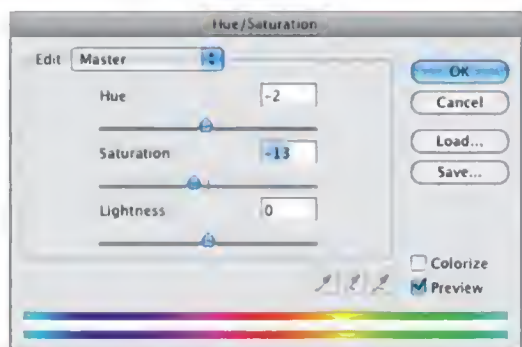 Hue/Saturation
Edit Master
OK
Hue -2
Cancel
Saturation -13
Load...
Save...
Lightness 0
Colorize
Preview